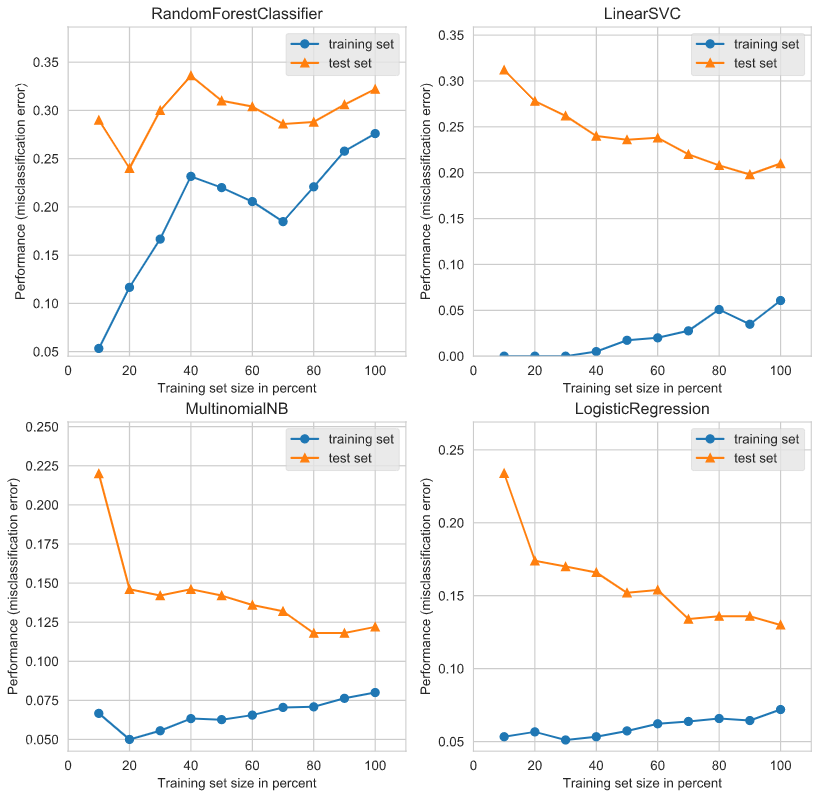 RandomForestClassifier
Performance (misclassification error)
0.35
0.30
0.25
0.20
0.15
0.10
0.05
training set
test set
0 20 40 60 80 100
Training set size in percent
LinearSVC
Performance (misclassification error)
0.35
0.30
0.25
0.20
0.15
0.10
0.05
0.00
training set
test set
0 20 40 60 80 100
Training set size in percent
MultinomialNB
Performance (misclassification error)
0.250
0.225
0.200
0.175
0.150
0.125
0.100
0.075
0.050
training set
test set
0 20 40 60 80 100
Training set size in percent
LogisticRegression
Performance (misclassification error)
0.25
0.20
0.15
0.10
0.05
training set
test set
0 20 40 60 80 100
Training set size in percent